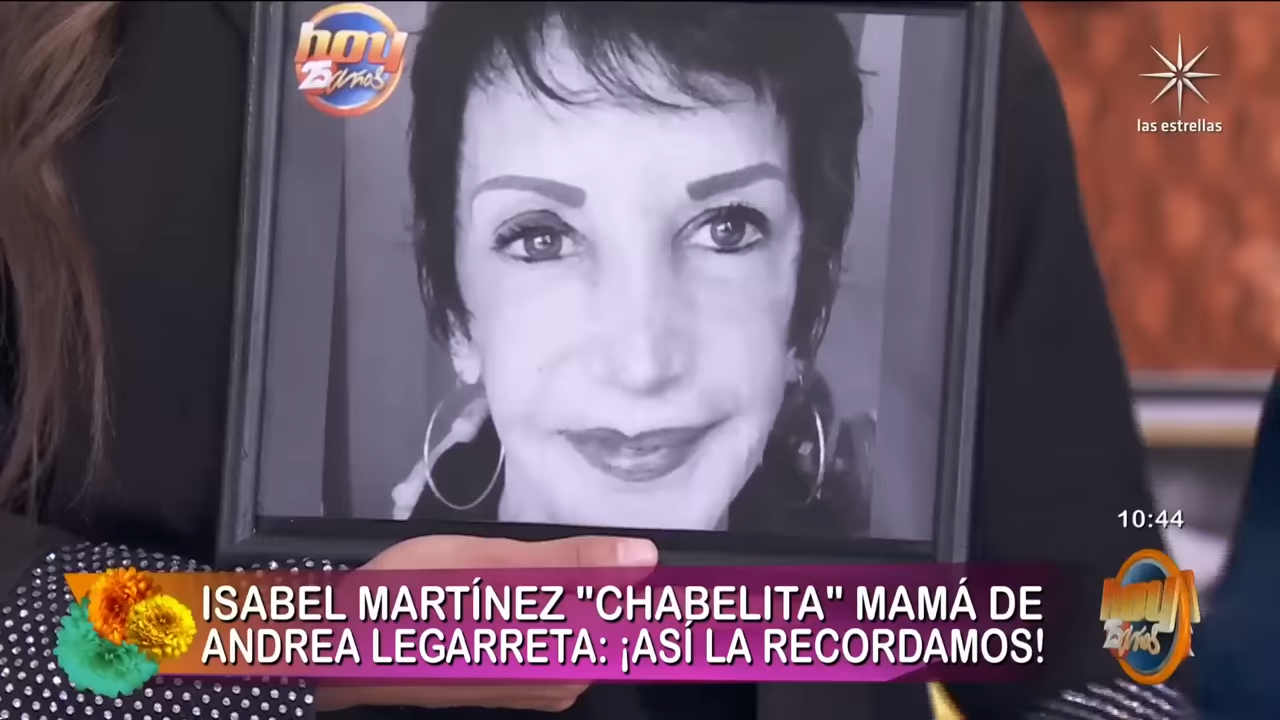 hoy
25 años
las estrellas
10:44
ISABEL MARTÍNEZ "CHABELITA" MAMÁ DE
ANDREA LEGARRETA: ¡ASÍ LA RECORDAMOS!
hoy
25 años